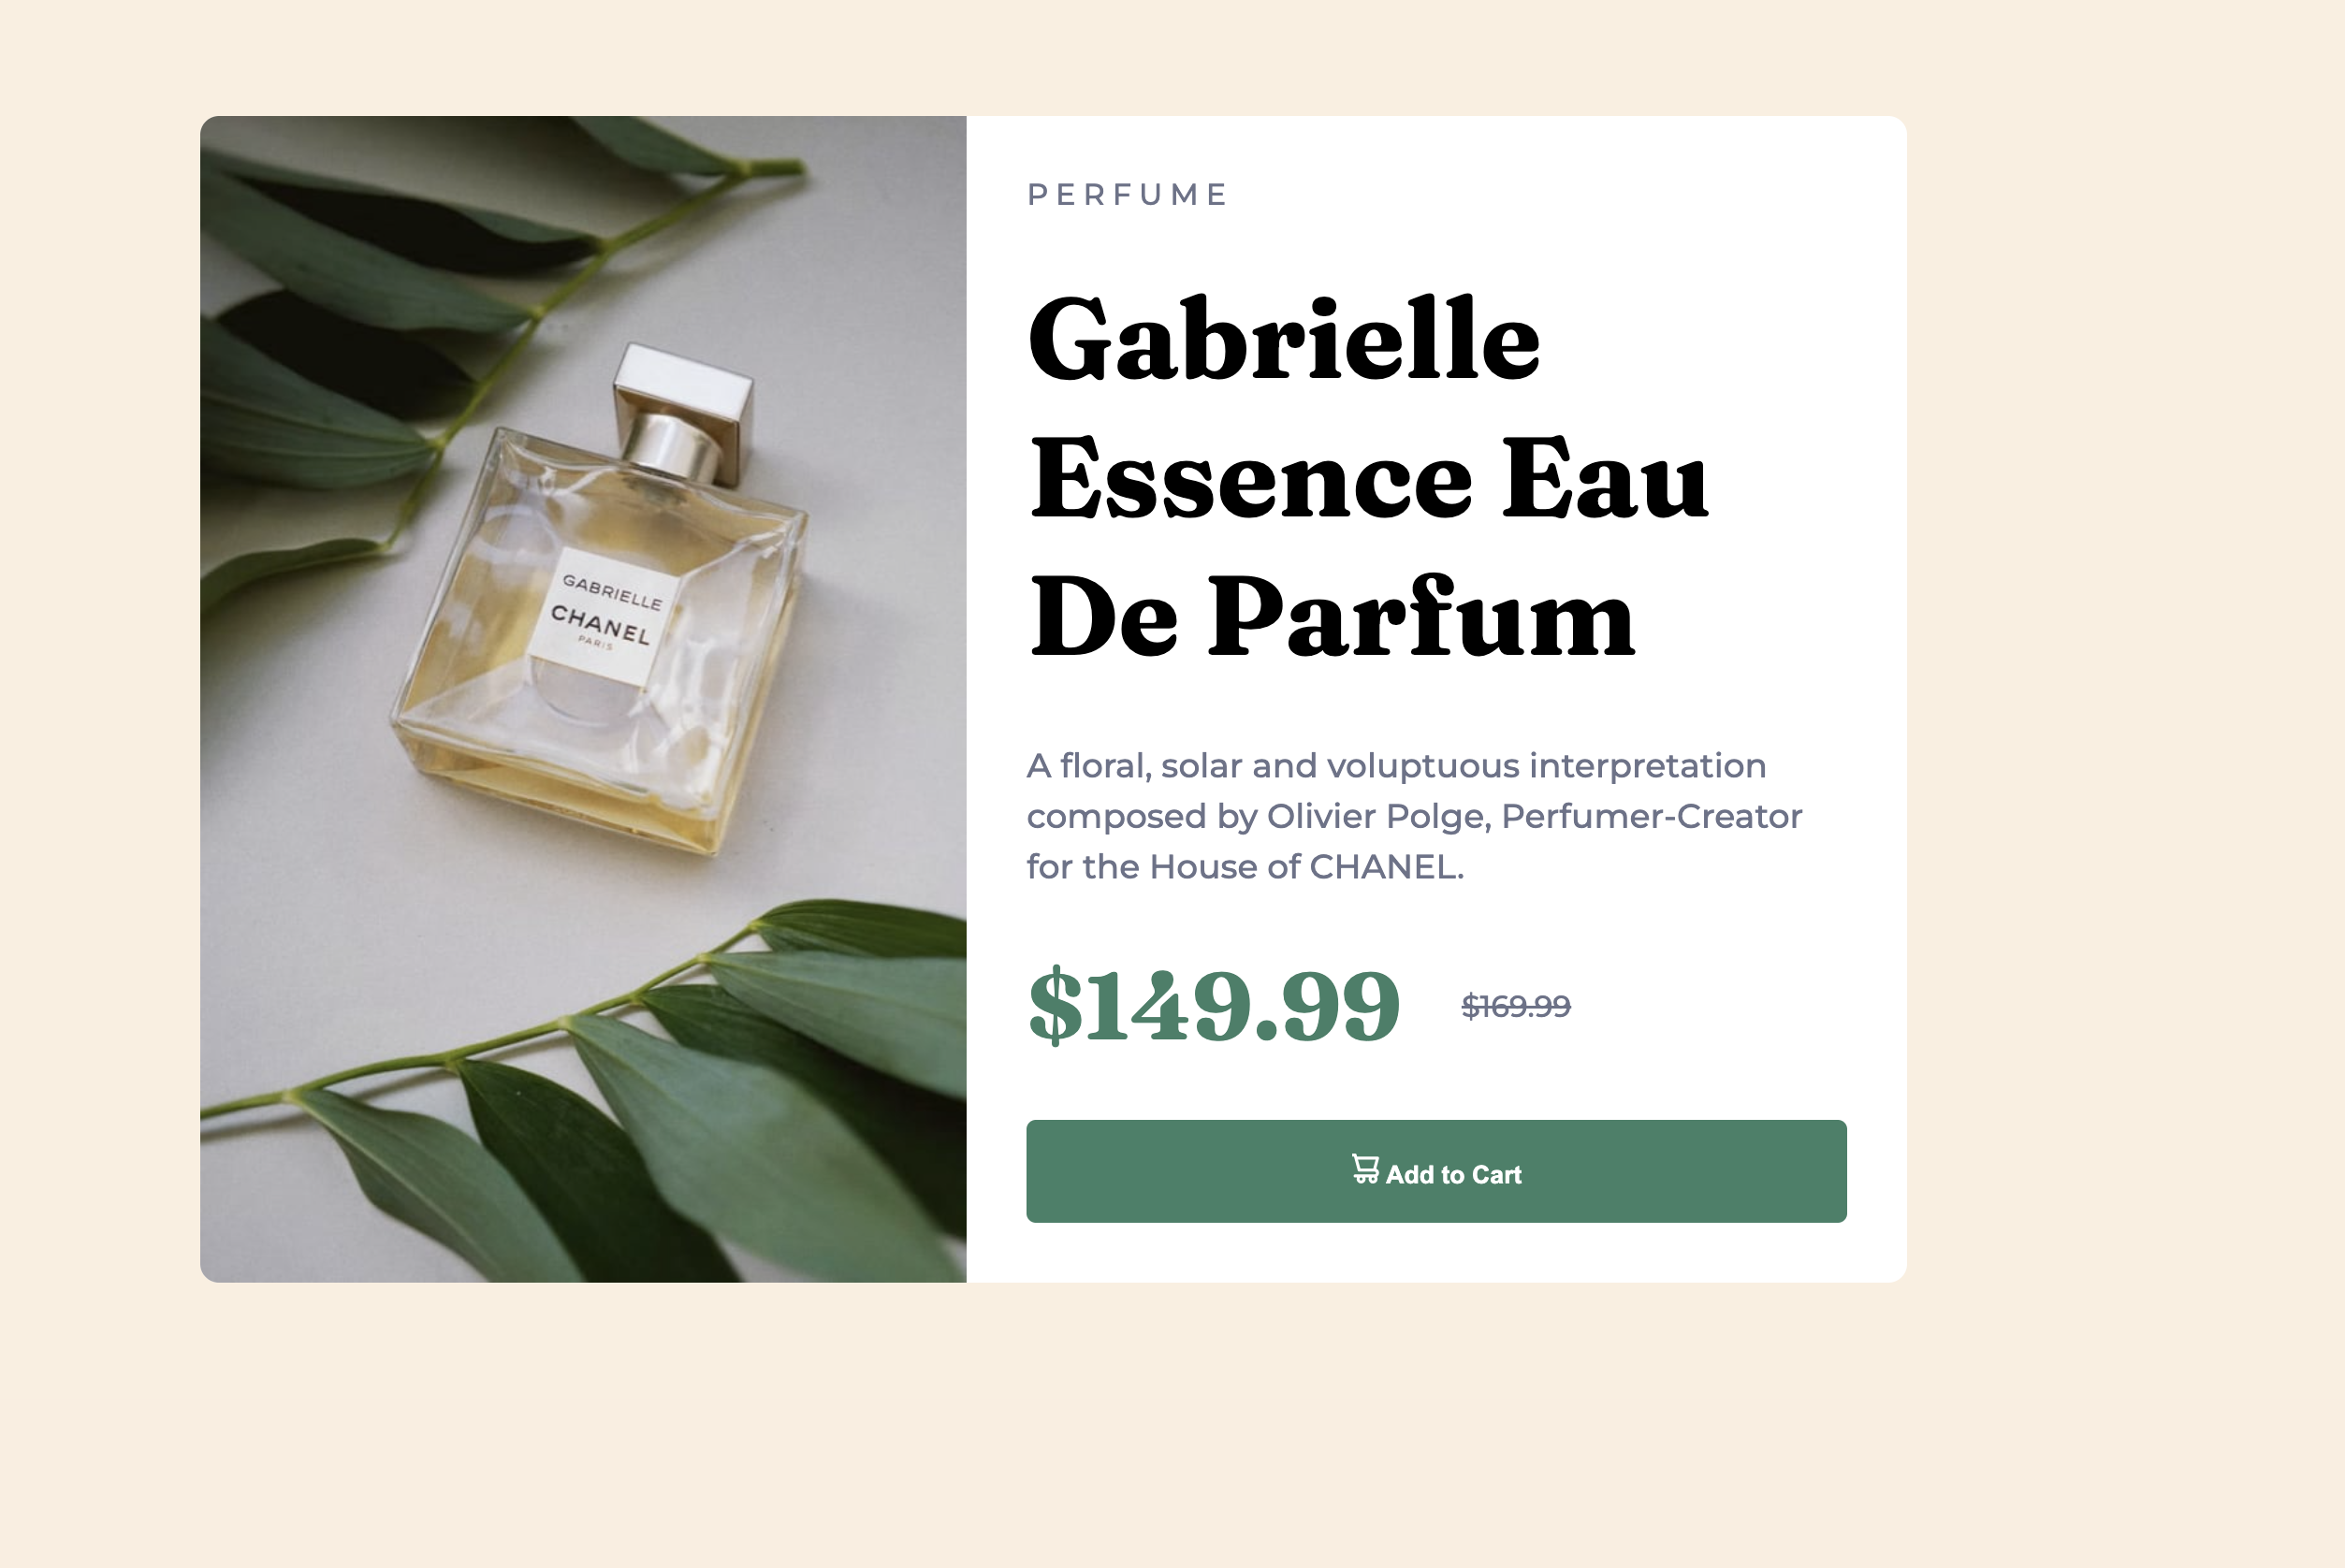 GABRIELLE
CHANEL
PARIS
PERFUME
Gabrielle
Essence Eau
De Parfum
A floral, solar and voluptuous interpretation
composed by Olivier Polge, Perfumer-Creator
for the House of CHANEL.
$149.99 $169.99
Add to Cart